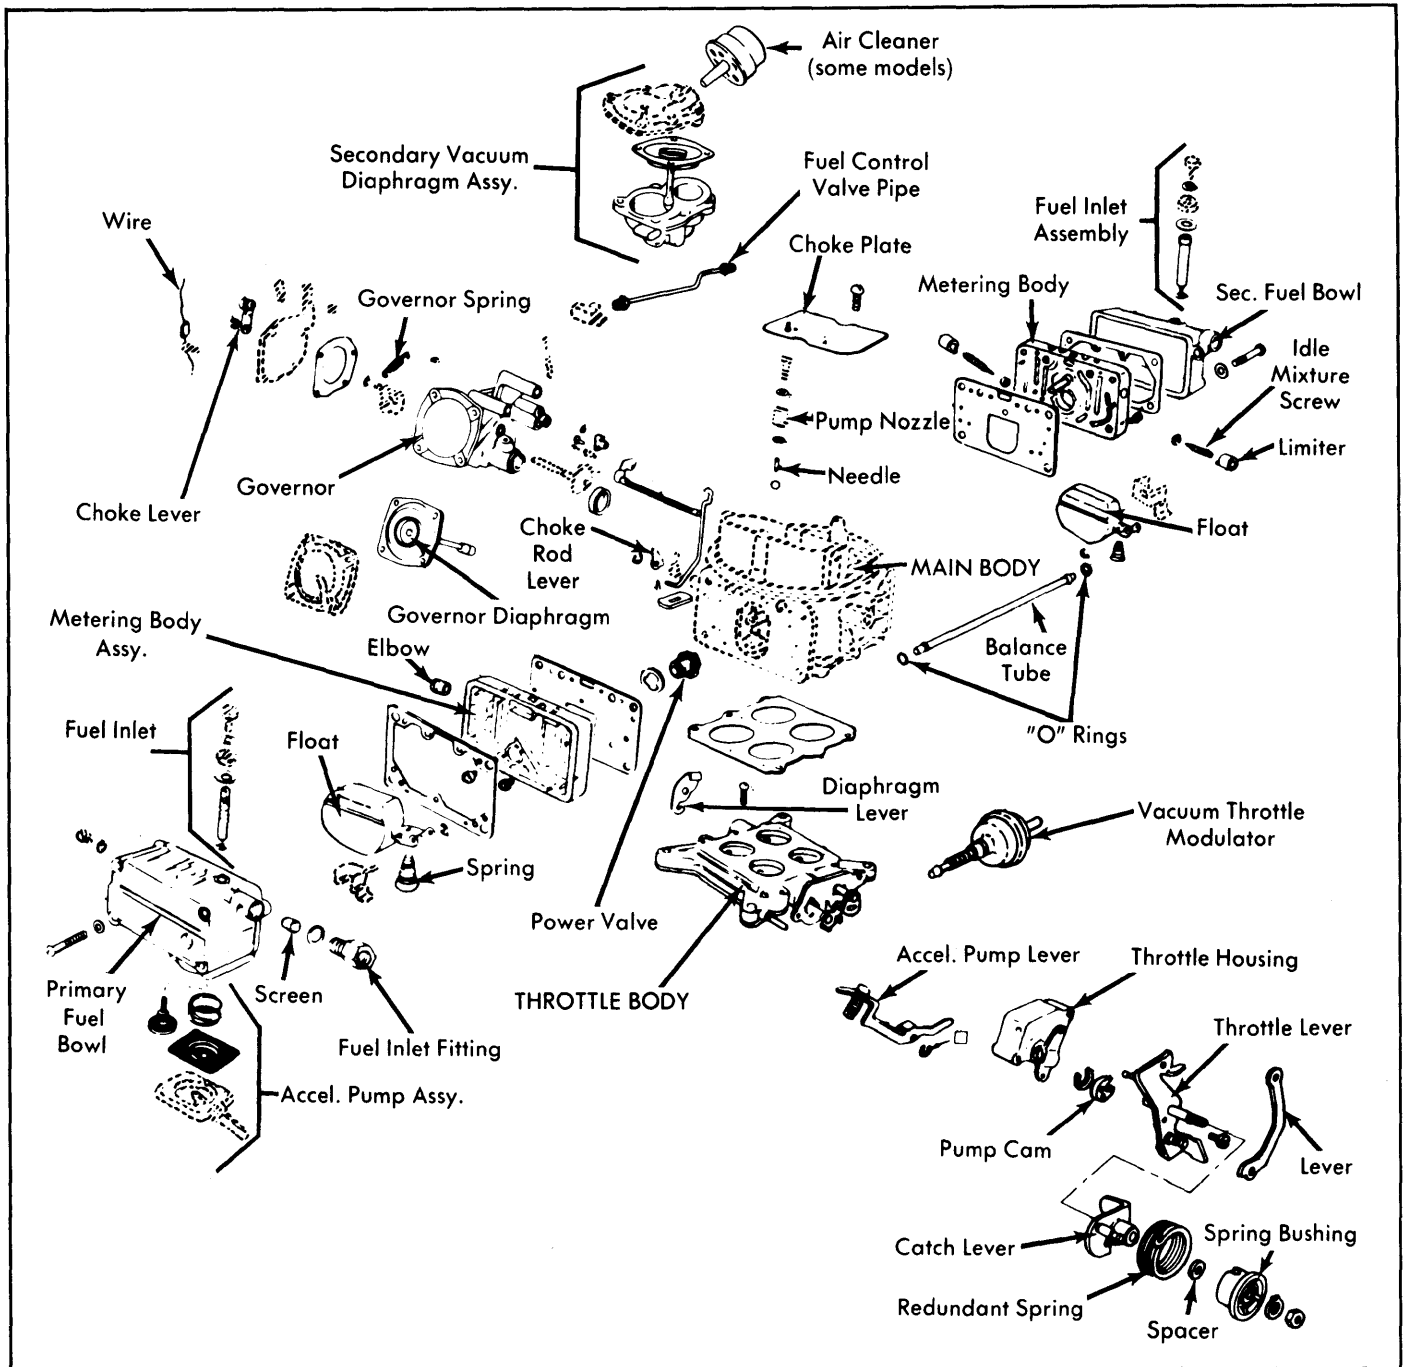 Air Cleaner
(some models)
Secondary Vacuum
Diaphragm Assy.
Fuel Control
Valve Pipe
Fuel Inlet
Assembly
Wire
Choke Plate
Metering Body
Sec. Fuel Bowl
Governor Spring
Idle
Mixture
Screw
Pump Nozzle
Limiter
Needle
Governor
Choke Lever
Choke
Rod
Lever
Float
MAIN BODY
Governor Diaphragm
Metering Body
Assy.
Elbow
Balance
Tube
Fuel Inlet
Float
"O" Rings
Diaphragm
Lever
Vacuum Throttle
Modulator
Spring
Power Valve
Accel. Pump Lever
Throttle Housing
Primary
Fuel
Bowl
Screen
THROTTLE BODY
Throttle Lever
Fuel Inlet Fitting
Accel. Pump Assy.
Pump Cam
Lever
Catch Lever
Spring Bushing
Redundant Spring
Spacer